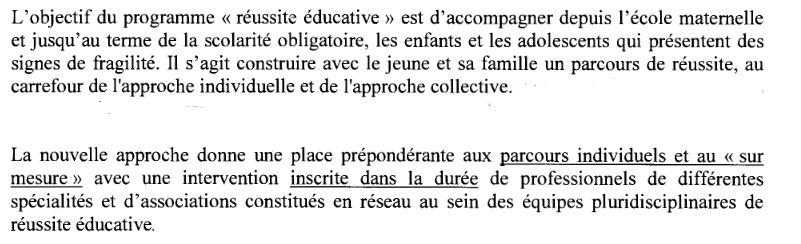 L'objectif du programme « réussite éducative » est d'accompagner depuis l'école maternelle
et jusqu'au terme de la scolarité obligatoire, les enfants et les adolescents qui présentent des
signes de fragilité. Il s'agit construire avec le jeune et sa famille un parcours de réussite, au
carrefour de l'approche individuelle et de l'approche collective.
La nouvelle approche donne une place prépondérante aux parcours individuels et au « sur
mesure » avec une intervention inscrite dans la durée de professionnels de différentes
spécialités et d'associations constitués en réseau au sein des équipes pluridisciplinaires de
réussite éducative.